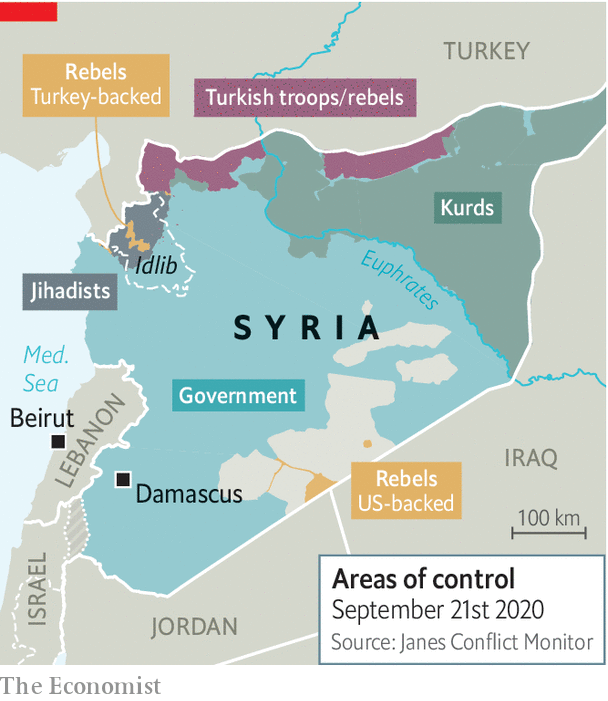 TURKEY
Rebels
Turkey-backed
Turkish troops/rebels
Kurds
Idlib
Euphrates
Jihadists
SYRIA
Med.
Sea
Government
Beirut
LEBANON
IRAQ
Rebels
US-backed
Damascus
100 km
ISRAEL
JORDAN
Areas of control
September 21st 2020
Source: Janes Conflict Monitor
The Economist